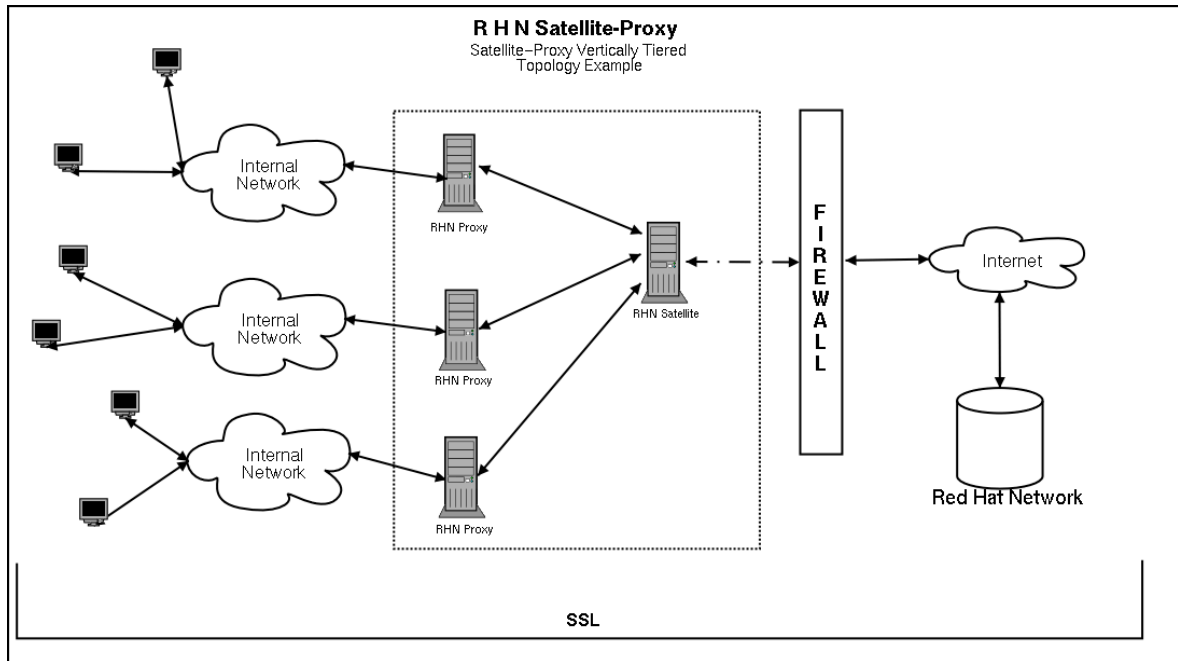 R H N Satellite-Proxy
Satellite-Proxy Vertically Tiered
Topology Example
Internal
Network
RHN Proxy
Internal
Network
RHN Proxy
Internal
Network
RHN Proxy
RHN Satellite
FIREWALL
Internet
Red Hat Network
SSL